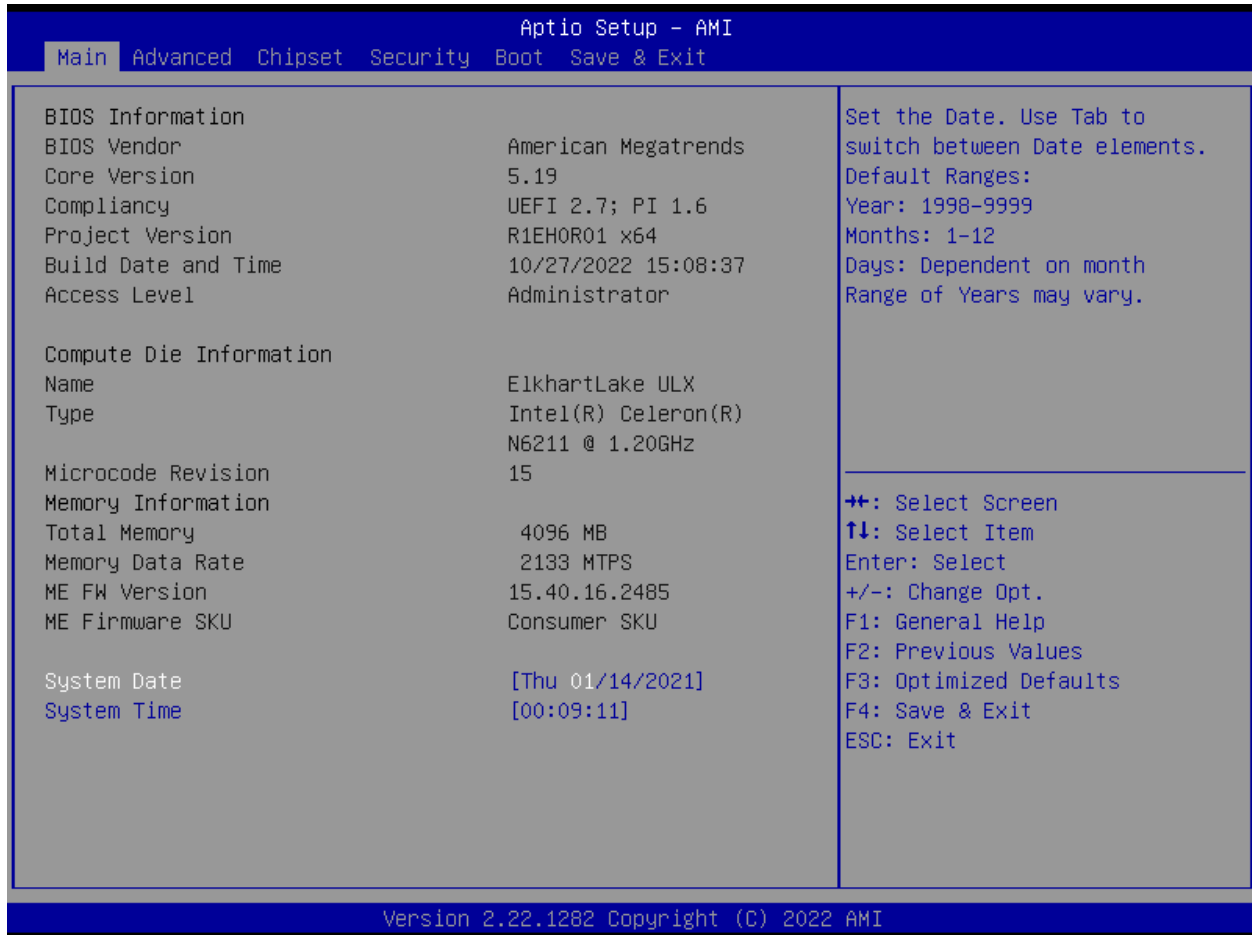 Aptio Setup – AMI
Main Advanced Chipset Security Boot Save & Exit
BIOS Information
BIOS Vendor American Megatrends
Core Version 5.19
Compliancy UEFI 2.7; PI 1.6
Project Version R1EH0R01 x64
Build Date and Time 10/27/2022 15:08:37
Access Level Administrator
Compute Die Information
Name ElkhartLake ULX
Type Intel(R) Celeron(R)
N6211 @ 1.20GHz
Microcode Revision 15
Memory Information
Total Memory 4096 MB
Memory Data Rate 2133 MTPS
ME FW Version 15.40.16.2485
ME Firmware SKU Consumer SKU
System Date [Thu 01/14/2021]
System Time [00:09:11]
Set the Date. Use Tab to
switch between Date elements.
Default Ranges:
Year: 1998-9999
Months: 1-12
Days: Dependent on month
Range of Years may vary.
→←: Select Screen
↑↓: Select Item
Enter: Select
+/-: Change Opt.
F1: General Help
F2: Previous Values
F3: Optimized Defaults
F4: Save & Exit
ESC: Exit
Version 2.22.1282 Copyright (C) 2022 AMI